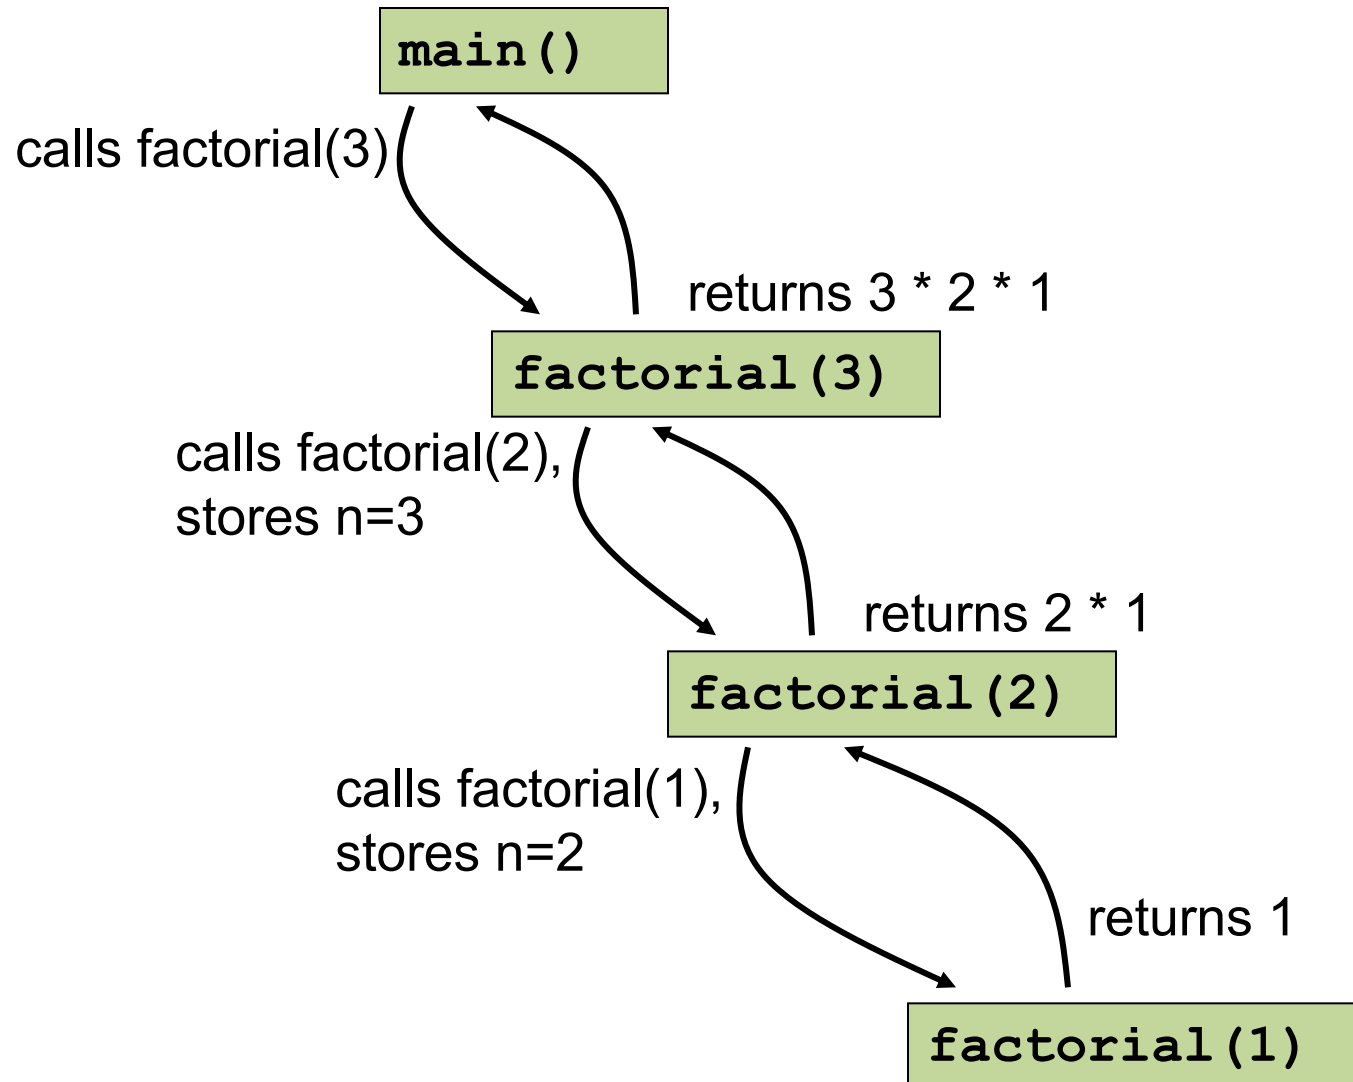 main()
calls factorial(3)
returns 3 * 2 * 1
factorial(3)
calls factorial(2),
stores n=3
returns 2 * 1
factorial(2)
calls factorial(1),
stores n=2
returns 1
factorial(1)